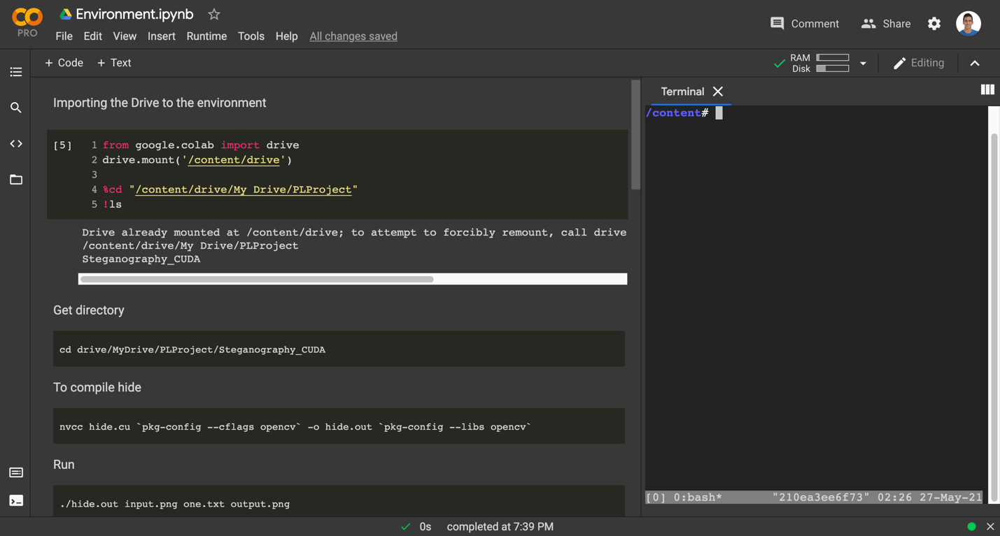 Environment.ipynb
PRO
File Edit View Insert Runtime Tools Help All changes saved
Comment Share
+ Code + Text
RAM
Disk
Editing
Importing the Drive to the environment
[5] 1 from google.colab import drive
2 drive.mount('/content/drive')
3
4 %cd "/content/drive/My Drive/PLProject"
5 !ls
Drive already mounted at /content/drive; to attempt to forcibly remount, call drive
/content/drive/My Drive/PLProject
Steganography_CUDA
Get directory
cd drive/MyDrive/PLProject/Steganography_CUDA
To compile hide
nvcc hide.cu `pkg-config --cflags opencv` -o hide.out `pkg-config --libs opencv`
Run
./hide.out input.png one.txt output.png
Terminal
/content#
[0] 0:bash* "210ea3ee6f73" 02:26 27-May-21
0s completed at 7:39 PM